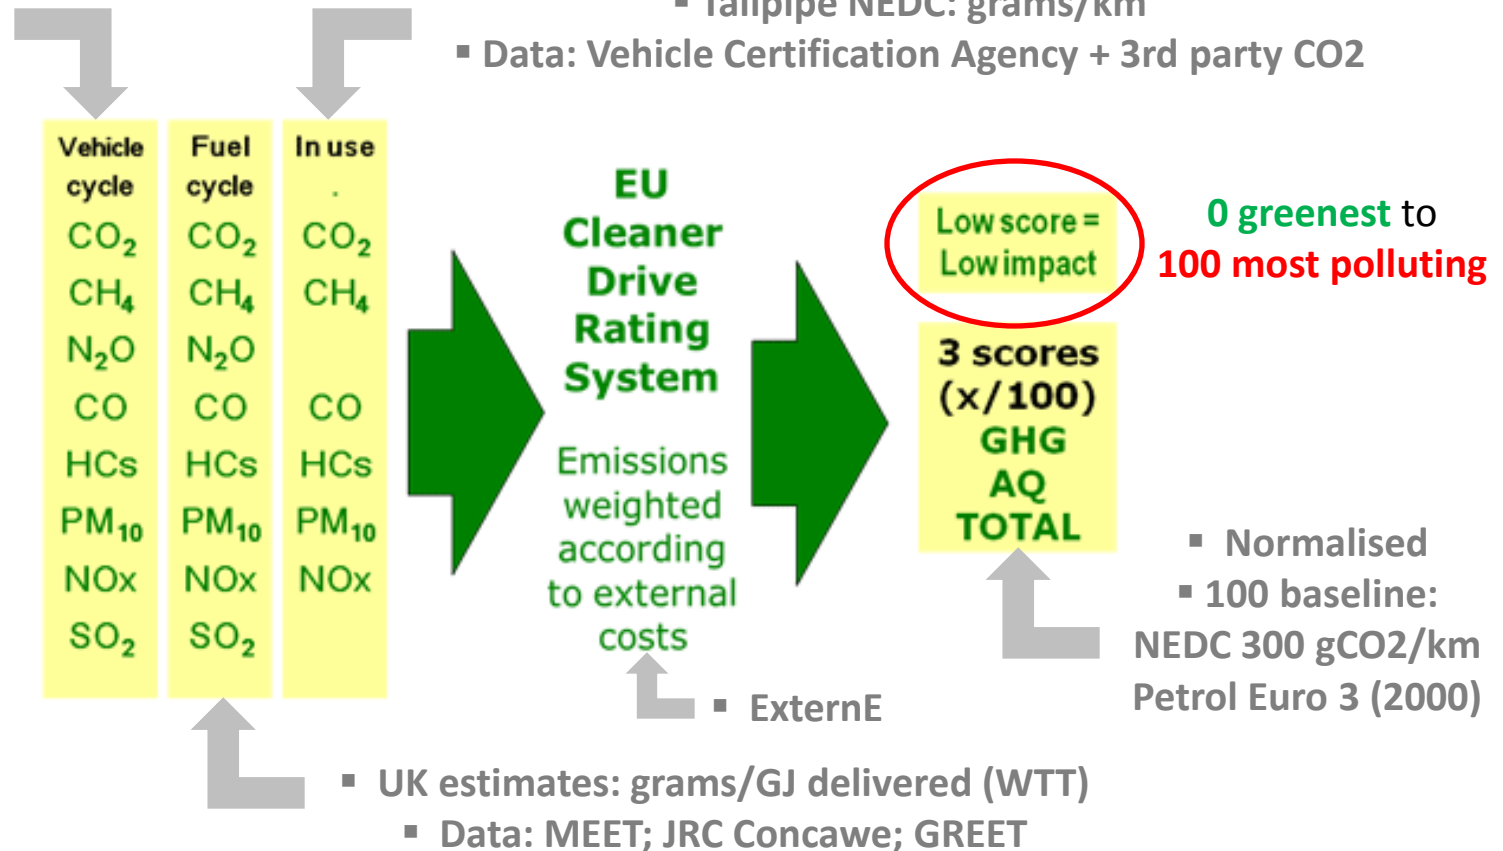 ▪ Tailpipe NEDC: grams/km
▪ Data: Vehicle Certification Agency + 3rd party CO2
Vehicle cycle
CO₂
CH₄
N₂O
CO
HCs
PM₁₀
NOx
SO₂
Fuel cycle
CO₂
CH₄
N₂O
CO
HCs
PM₁₀
NOx
SO₂
In use
.
CO₂
CH₄
CO
HCs
PM₁₀
NOx
EU
Cleaner
Drive
Rating
System
Emissions
weighted
according
to external
costs
▪ ExternE
Low score =
Low impact
0 greenest to
100 most polluting
3 scores
(x/100)
GHG
AQ
TOTAL
▪ Normalised
▪ 100 baseline:
NEDC 300 gCO2/km
Petrol Euro 3 (2000)
▪ UK estimates: grams/GJ delivered (WTT)
▪ Data: MEET; JRC Concawe; GREET